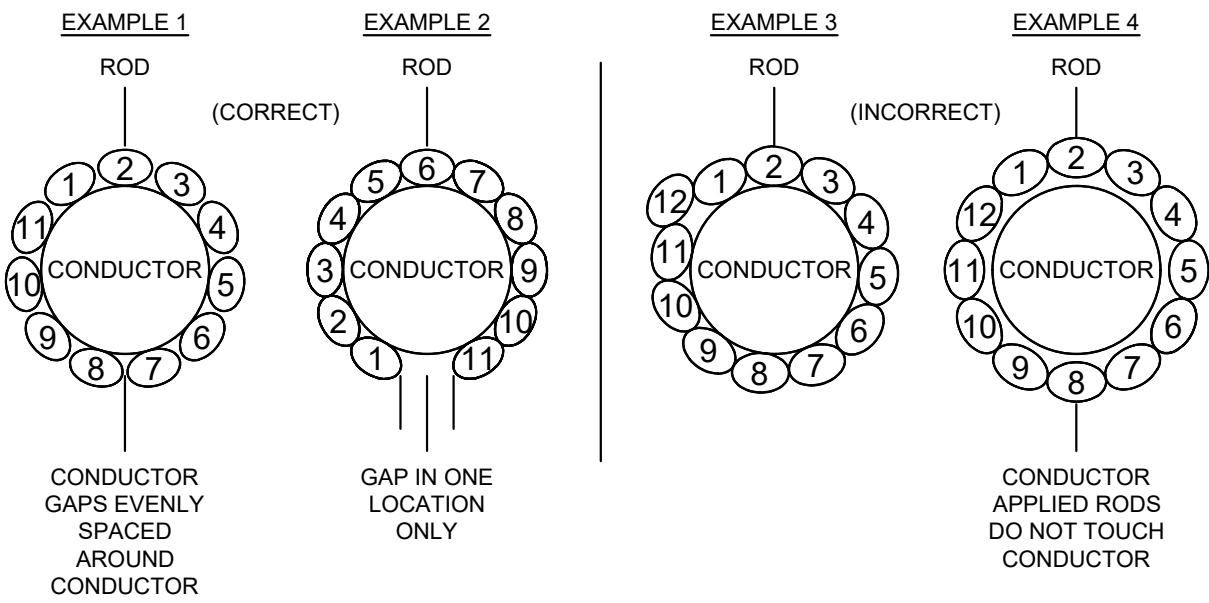 EXAMPLE 1
ROD
(CORRECT)
2
1
3
11
4
CONDUCTOR
10
5
9
6
8
7
CONDUCTOR
GAPS EVENLY
SPACED
AROUND
CONDUCTOR
EXAMPLE 2
ROD
6
5
7
4
8
3
CONDUCTOR
9
2
10
1
11
GAP IN ONE
LOCATION
ONLY
EXAMPLE 3
ROD
(INCORRECT)
2
1
3
12
4
11
CONDUCTOR
5
10
6
9
7
8
EXAMPLE 4
ROD
2
1
3
12
4
11
CONDUCTOR
5
10
6
9
7
8
CONDUCTOR
APPLIED RODS
DO NOT TOUCH
CONDUCTOR